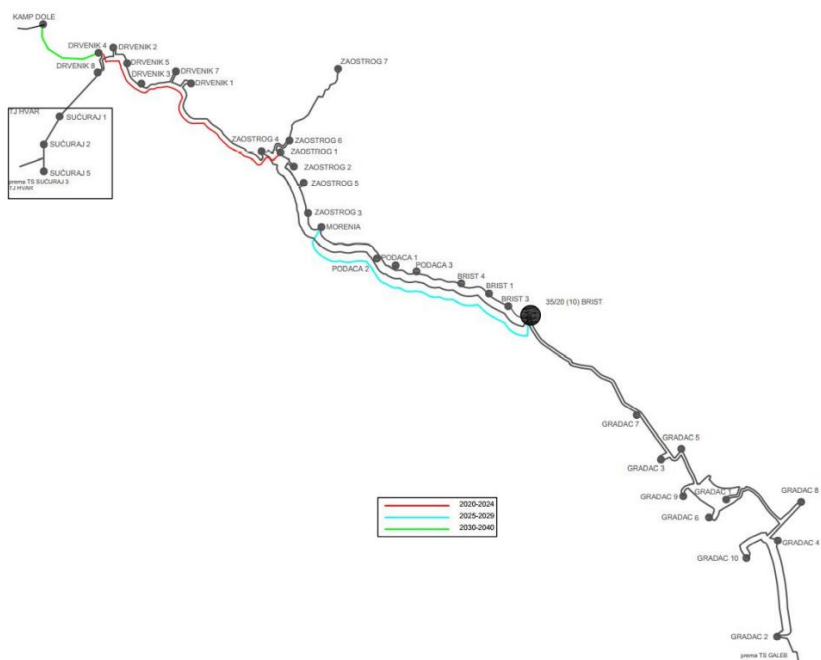 KAMP DOLE
DRVENIK 4
DRVENIK 2
DRVENIK 8
DRVENIK 5
DRVENIK 3
DRVENIK 7
DRVENIK 1
ZAOSTROG 7
TJ HVAR
SUĆURAJ 1
SUĆURAJ 2
SUĆURAJ 5
prema TS SUĆURAJ 3
TJ HVAR
ZAOSTROG 4
ZAOSTROG 6
ZAOSTROG 1
ZAOSTROG 2
ZAOSTROG 5
ZAOSTROG 3
MORENIA
PODACA 1
PODACA 2
PODACA 3
BRIST 4
BRIST 1
BRIST 3
35/20 (10) BRIST
GRADAC 7
GRADAC 5
GRADAC 3
GRADAC 9
GRADAC 1
GRADAC 8
GRADAC 6
GRADAC 4
GRADAC 10
GRADAC 2
prema TS GALEB
2020-2024
2025-2029
2030-2040